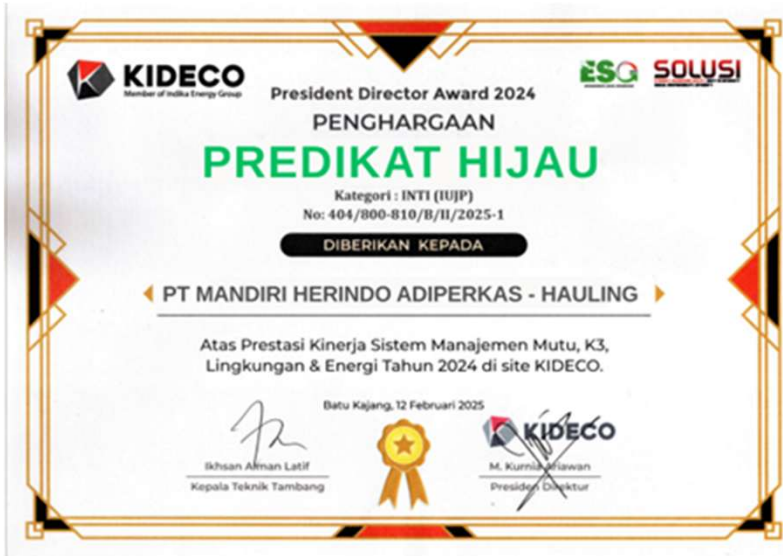 KIDECO
Member of Indika Energy Group
ESG
SOLUSI
President Director Award 2024
PENGHARGAAN
PREDIKAT HIJAU
Kategori : INTI (IUJP)
No: 404/800-810/B/II/2025-1
DIBERIKAN KEPADA
PT MANDIRI HERINDO ADIPERKAS - HAULING
Atas Prestasi Kinerja Sistem Manajemen Mutu, K3,
Lingkungan & Energi Tahun 2024 di site KIDECO.
Batu Kajang, 12 Februari 2025
KIDECO
Ikhsan Arman Latif
Kepala Teknik Tambang
M. Kurnia Ariawan
Presiden Direktur